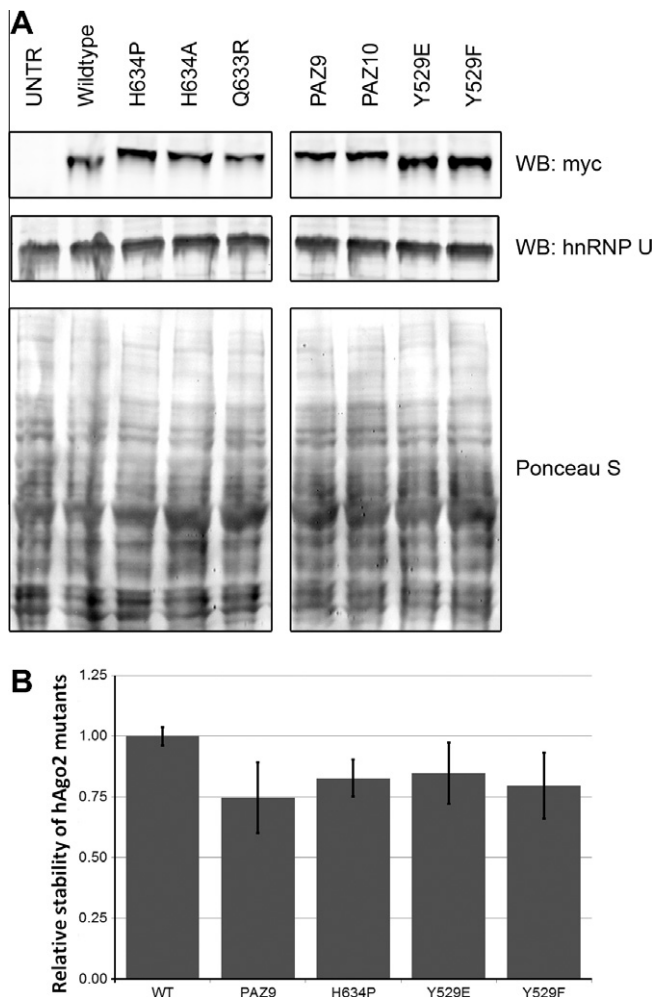 A
UNTR
Wildtype
H634P
H634A
Q633R
PAZ9
PAZ10
Y529E
Y529F
WB: myc
WB: hnRNP U
Ponceau S
B
Relative stability of hAgo2 mutants
1.25
1.00
0.75
0.50
0.25
0.00
WT
PAZ9
H634P
Y529E
Y529F